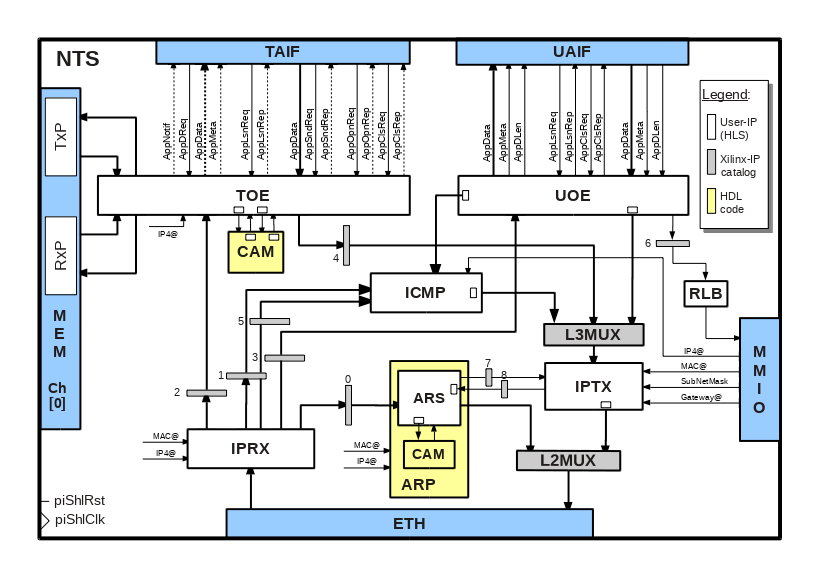 NTS
TAIF
UAIF
AppNotif
AppDReq
AppData
AppMeta
AppLsnReq
AppLsnRep
AppData
AppSndReq
AppSndRep
AppOpnReq
AppOpnRep
AppClsReq
AppClsRep
AppData
AppMeta
AppDLen
AppLsnReq
AppLsnRep
AppClsReq
AppClsRep
AppData
AppMeta
AppDLen
Legend:
User-IP
(HLS)
Xilinx-IP
catalog
HDL
code
TxP
RxP
M
E
M
Ch
[0]
TOE
UOE
IP4@
CAM
4
6
ICMP
RLB
5
L3MUX
3
IP4@
MAC@
SubNetMask
Gateway@
M
M
I
O
1
2
0
7
8
ARS
IPTX
CAM
ARP
MAC@
IP4@
IPRX
MAC@
IP4@
L2MUX
piShlRst
piShlClk
ETH